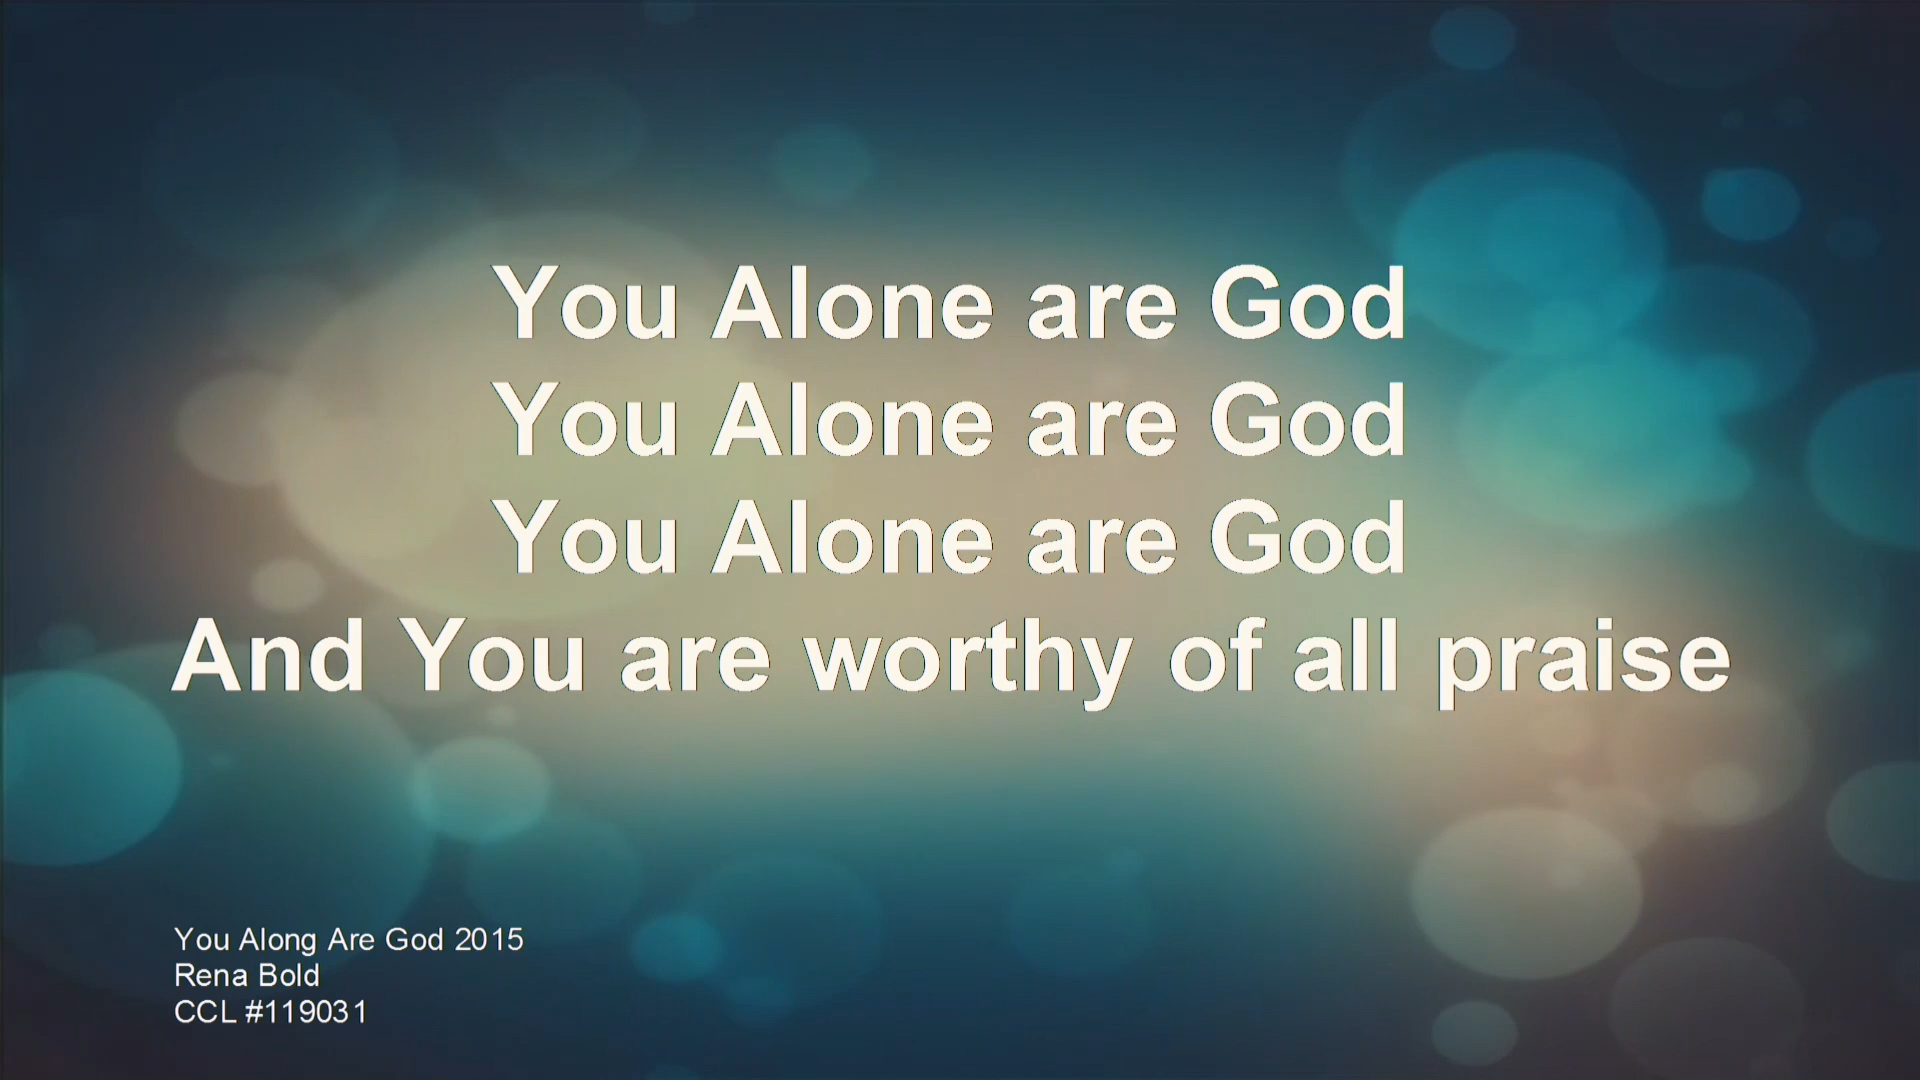 You Alone are God
You Alone are God
You Alone are God
And You are worthy of all praise
You Along Are God 2015
Rena Bold
CCL #119031